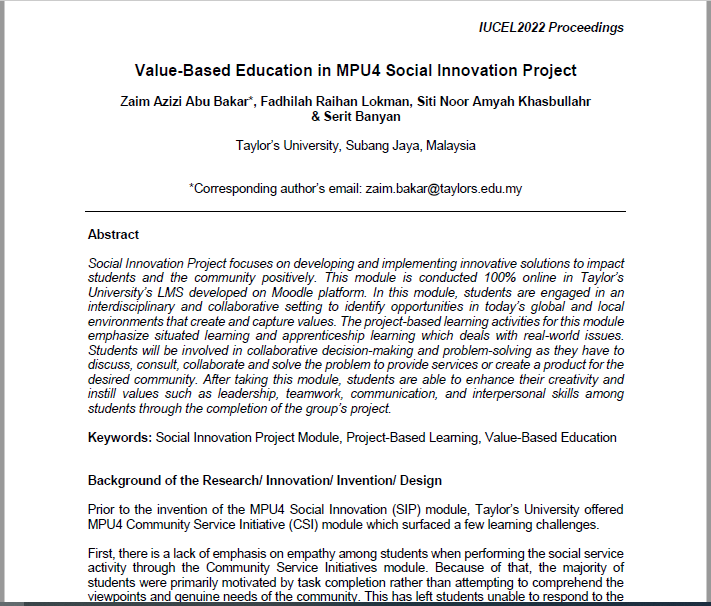 IUCEL2022 Proceedings
Value-Based Education in MPU4 Social Innovation Project
Zaim Azizi Abu Bakar*, Fadhilah Raihan Lokman, Siti Noor Amyah Khasbullahr
& Serit Banyan
Taylor's University, Subang Jaya, Malaysia
*Corresponding author's email: zaim.bakar@taylors.edu.my
Abstract
Social Innovation Project focuses on developing and implementing innovative solutions to impact
students and the community positively. This module is conducted 100% online in Taylor's
University's LMS developed on Moodle platform. In this module, students are engaged in an
interdisciplinary and collaborative setting to identify opportunities in today's global and local
environments that create and capture values. The project-based learning activities for this module
emphasize situated learning and apprenticeship learning which deals with real-world issues.
Students will be involved in collaborative decision-making and problem-solving as they have to
discuss, consult, collaborate and solve the problem to provide services or create a product for the
desired community. After taking this module, students are able to enhance their creativity and
instill values such as leadership, teamwork, communication, and interpersonal skills among
students through the completion of the group's project.
Keywords: Social Innovation Project Module, Project-Based Learning, Value-Based Education
Background of the Research/ Innovation/ Invention/ Design
Prior to the invention of the MPU4 Social Innovation (SIP) module, Taylor's University offered
MPU4 Community Service Initiative (CSI) module which surfaced a few learning challenges.
First, there is a lack of emphasis on empathy among students when performing the social service
activity through the Community Service Initiatives module. Because of that, the majority of
students were primarily motivated by task completion rather than attempting to comprehend the
viewpoints and genuine needs of the community. This has left students unable to respond to the